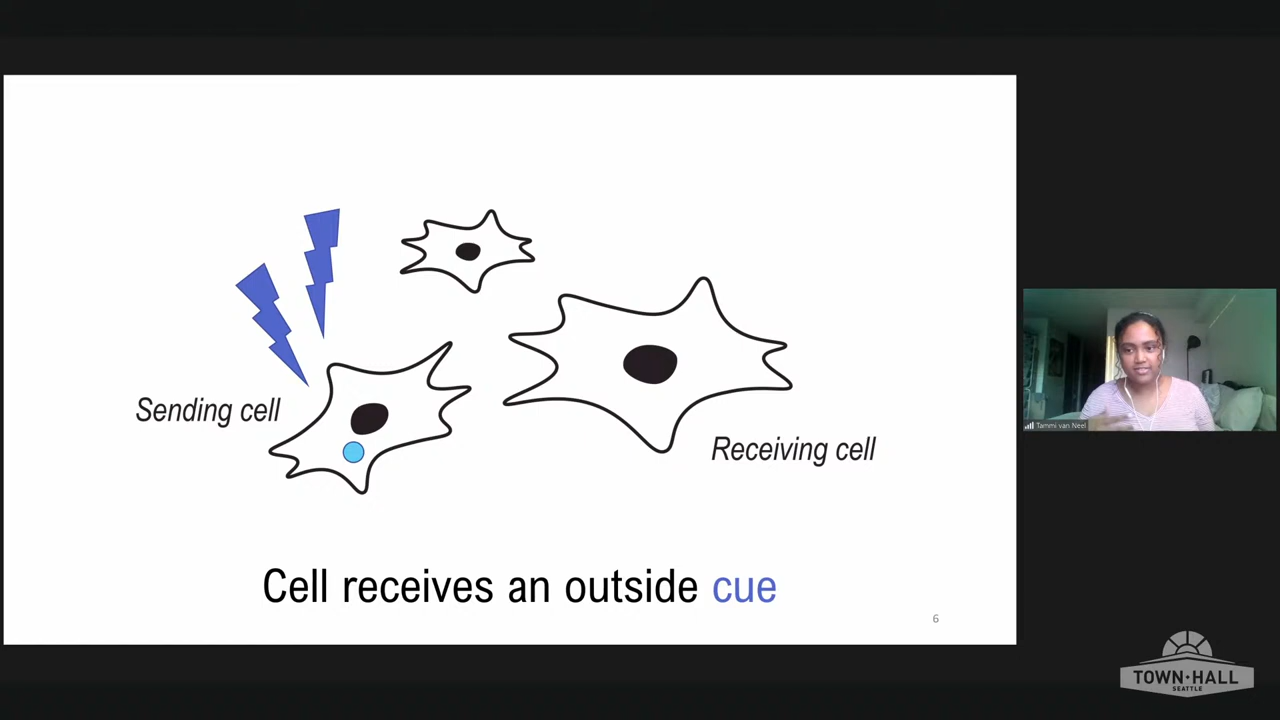 Sending cell
Receiving cell
Cell receives an outside cue
6
Tammi van Neel
TOWN·HALL
SEATTLE